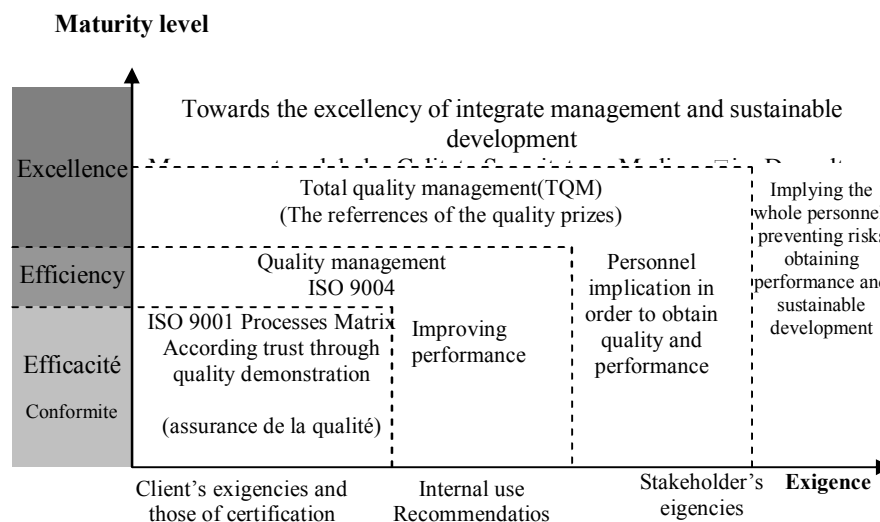 Maturity level
Towards the excellency of integrate management and sustainable
development
Excellence
Total quality management(TQM)
(The referrences of the quality prizes)
Implying the
whole personnel
preventing risks
obtaining
performance and
sustainable
development
Efficiency
Quality management
ISO 9004
Personnel
implication in
order to obtain
quality and
performance
Efficacité
Conformite
ISO 9001 Processes Matrix
According trust through
quality demonstration
(assurance de la qualité)
Improving
performance
Client's exigencies and
those of certification
Internal use
Recommendatios
Stakeholder's
eigencies
Exigence